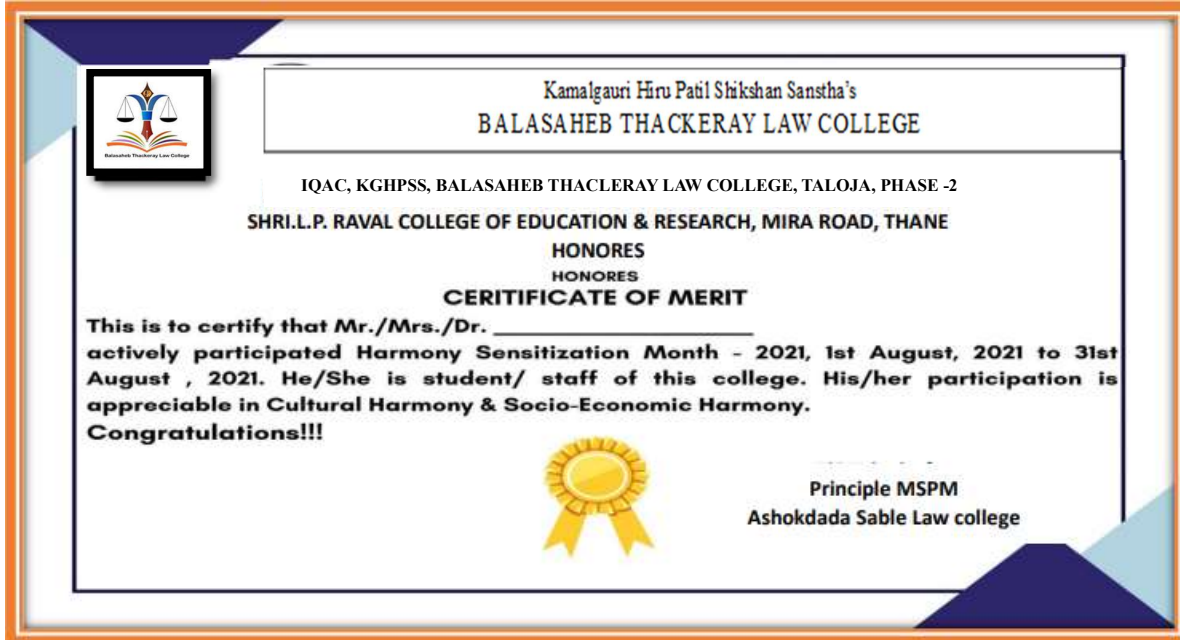 Kamalgauri Hiru Patil Shikshan Sanstha's
BALASAHEB THACKERAY LAW COLLEGE
Balasaheb Thackeray Law College
IQAC, KGHPSS, BALASAHEB THACLERAY LAW COLLEGE, TALOJA, PHASE -2
SHRI.L.P. RAVAL COLLEGE OF EDUCATION & RESEARCH, MIRA ROAD, THANE
HONORES
HONORES
CERITIFICATE OF MERIT
This is to certify that Mr./Mrs./Dr. ____________________
actively participated Harmony Sensitization Month - 2021, 1st August, 2021 to 31st
August , 2021. He/She is student/ staff of this college. His/her participation is
appreciable in Cultural Harmony & Socio-Economic Harmony.
Congratulations!!!
Principle MSPM
Ashokdada Sable Law college